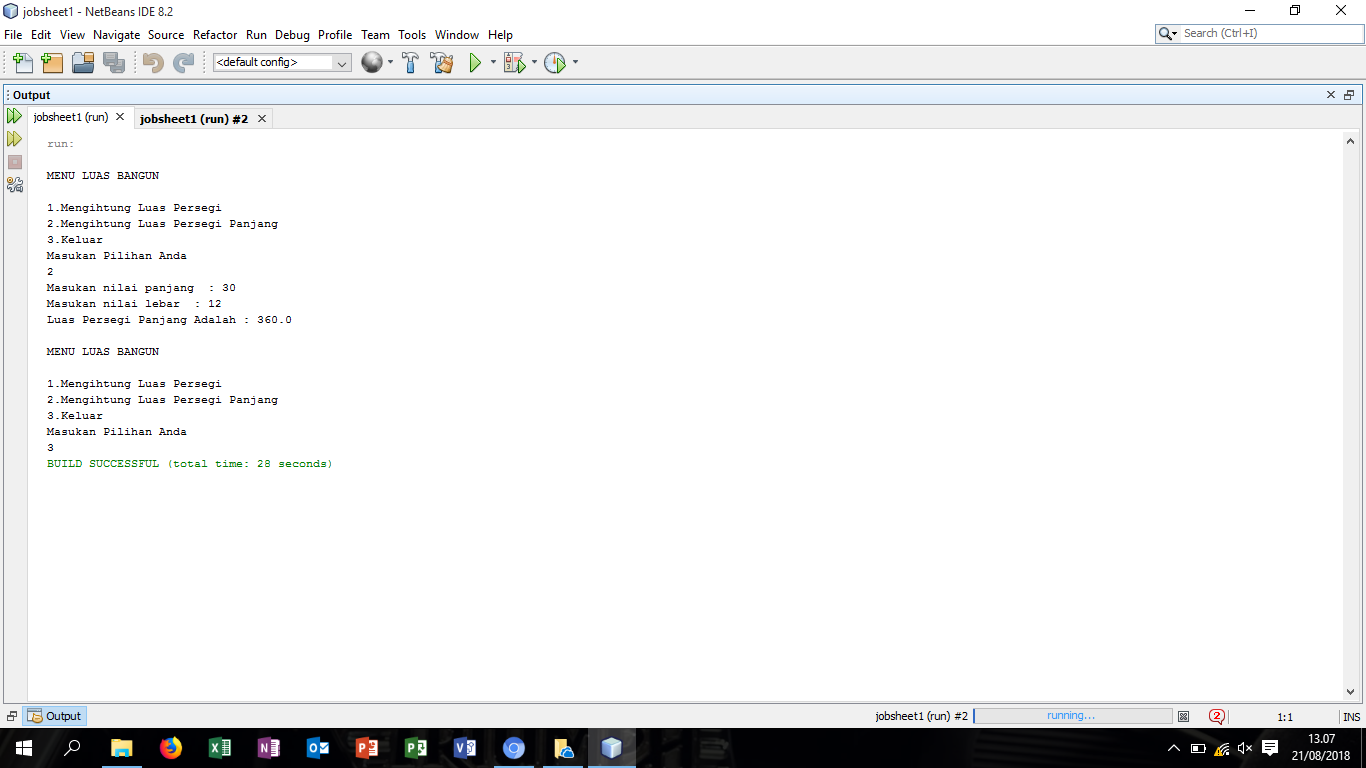 jobsheet1 - NetBeans IDE 8.2
File Edit View Navigate Source Refactor Run Debug Profile Team Tools Window Help
Search (Ctrl+I)
<default config>
Output
jobsheet1 (run)
jobsheet1 (run) #2
run:
MENU LUAS BANGUN
1.Mengihtung Luas Persegi
2.Mengihtung Luas Persegi Panjang
3.Keluar
Masukan Pilihan Anda
2
Masukan nilai panjang  : 30
Masukan nilai lebar  : 12
Luas Persegi Panjang Adalah : 360.0
MENU LUAS BANGUN
1.Mengihtung Luas Persegi
2.Mengihtung Luas Persegi Panjang
3.Keluar
Masukan Pilihan Anda
3
BUILD SUCCESSFUL (total time: 28 seconds)
Output
jobsheet1 (run) #2
running...
2
1:1
INS
13.07
21/08/2018